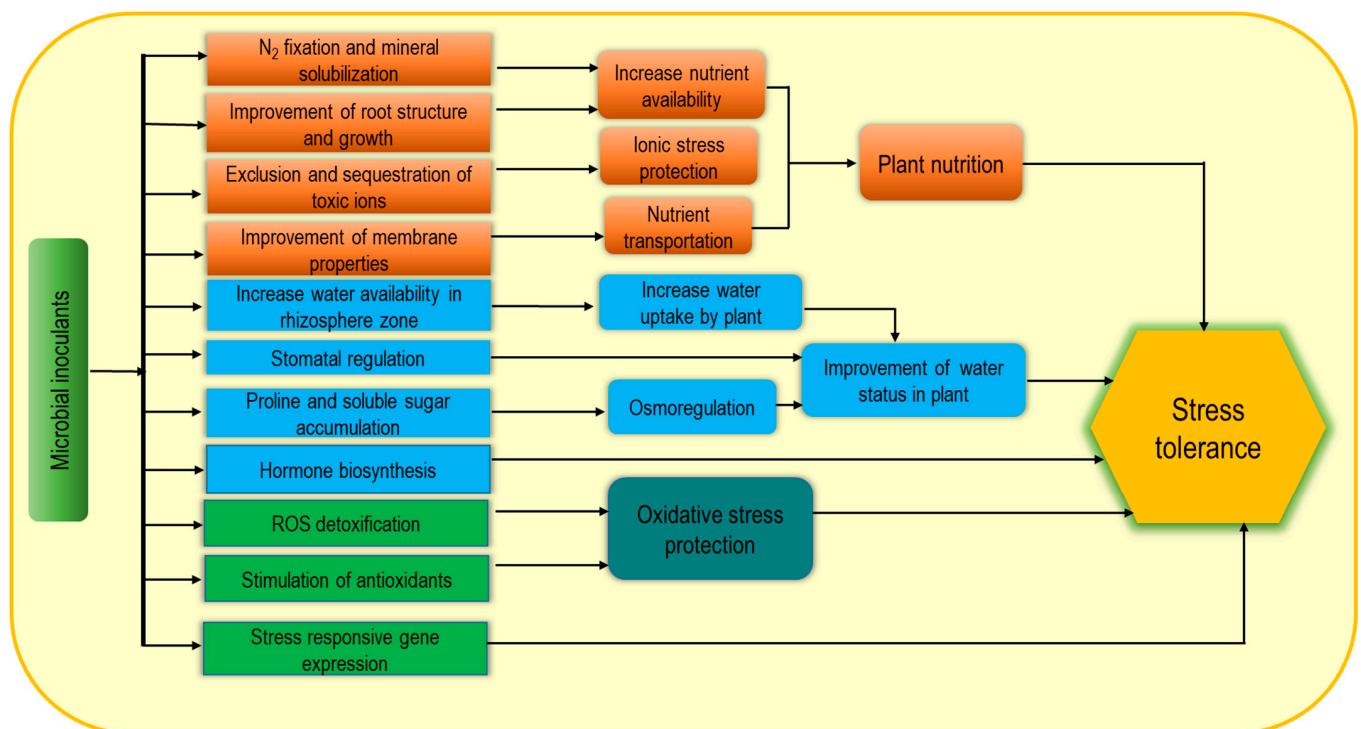 Microbial inoculants
N₂ fixation and mineral
solubilization
Improvement of root structure
and growth
Exclusion and sequestration of
toxic ions
Improvement of membrane
properties
Increase water availability in
rhizosphere zone
Stomatal regulation
Proline and soluble sugar
accumulation
Hormone biosynthesis
ROS detoxification
Stimulation of antioxidants
Stress responsive gene
expression
Increase nutrient
availability
Ionic stress
protection
Nutrient
transportation
Increase water
uptake by plant
Osmoregulation
Oxidative stress
protection
Plant nutrition
Improvement of water
status in plant
Stress
tolerance